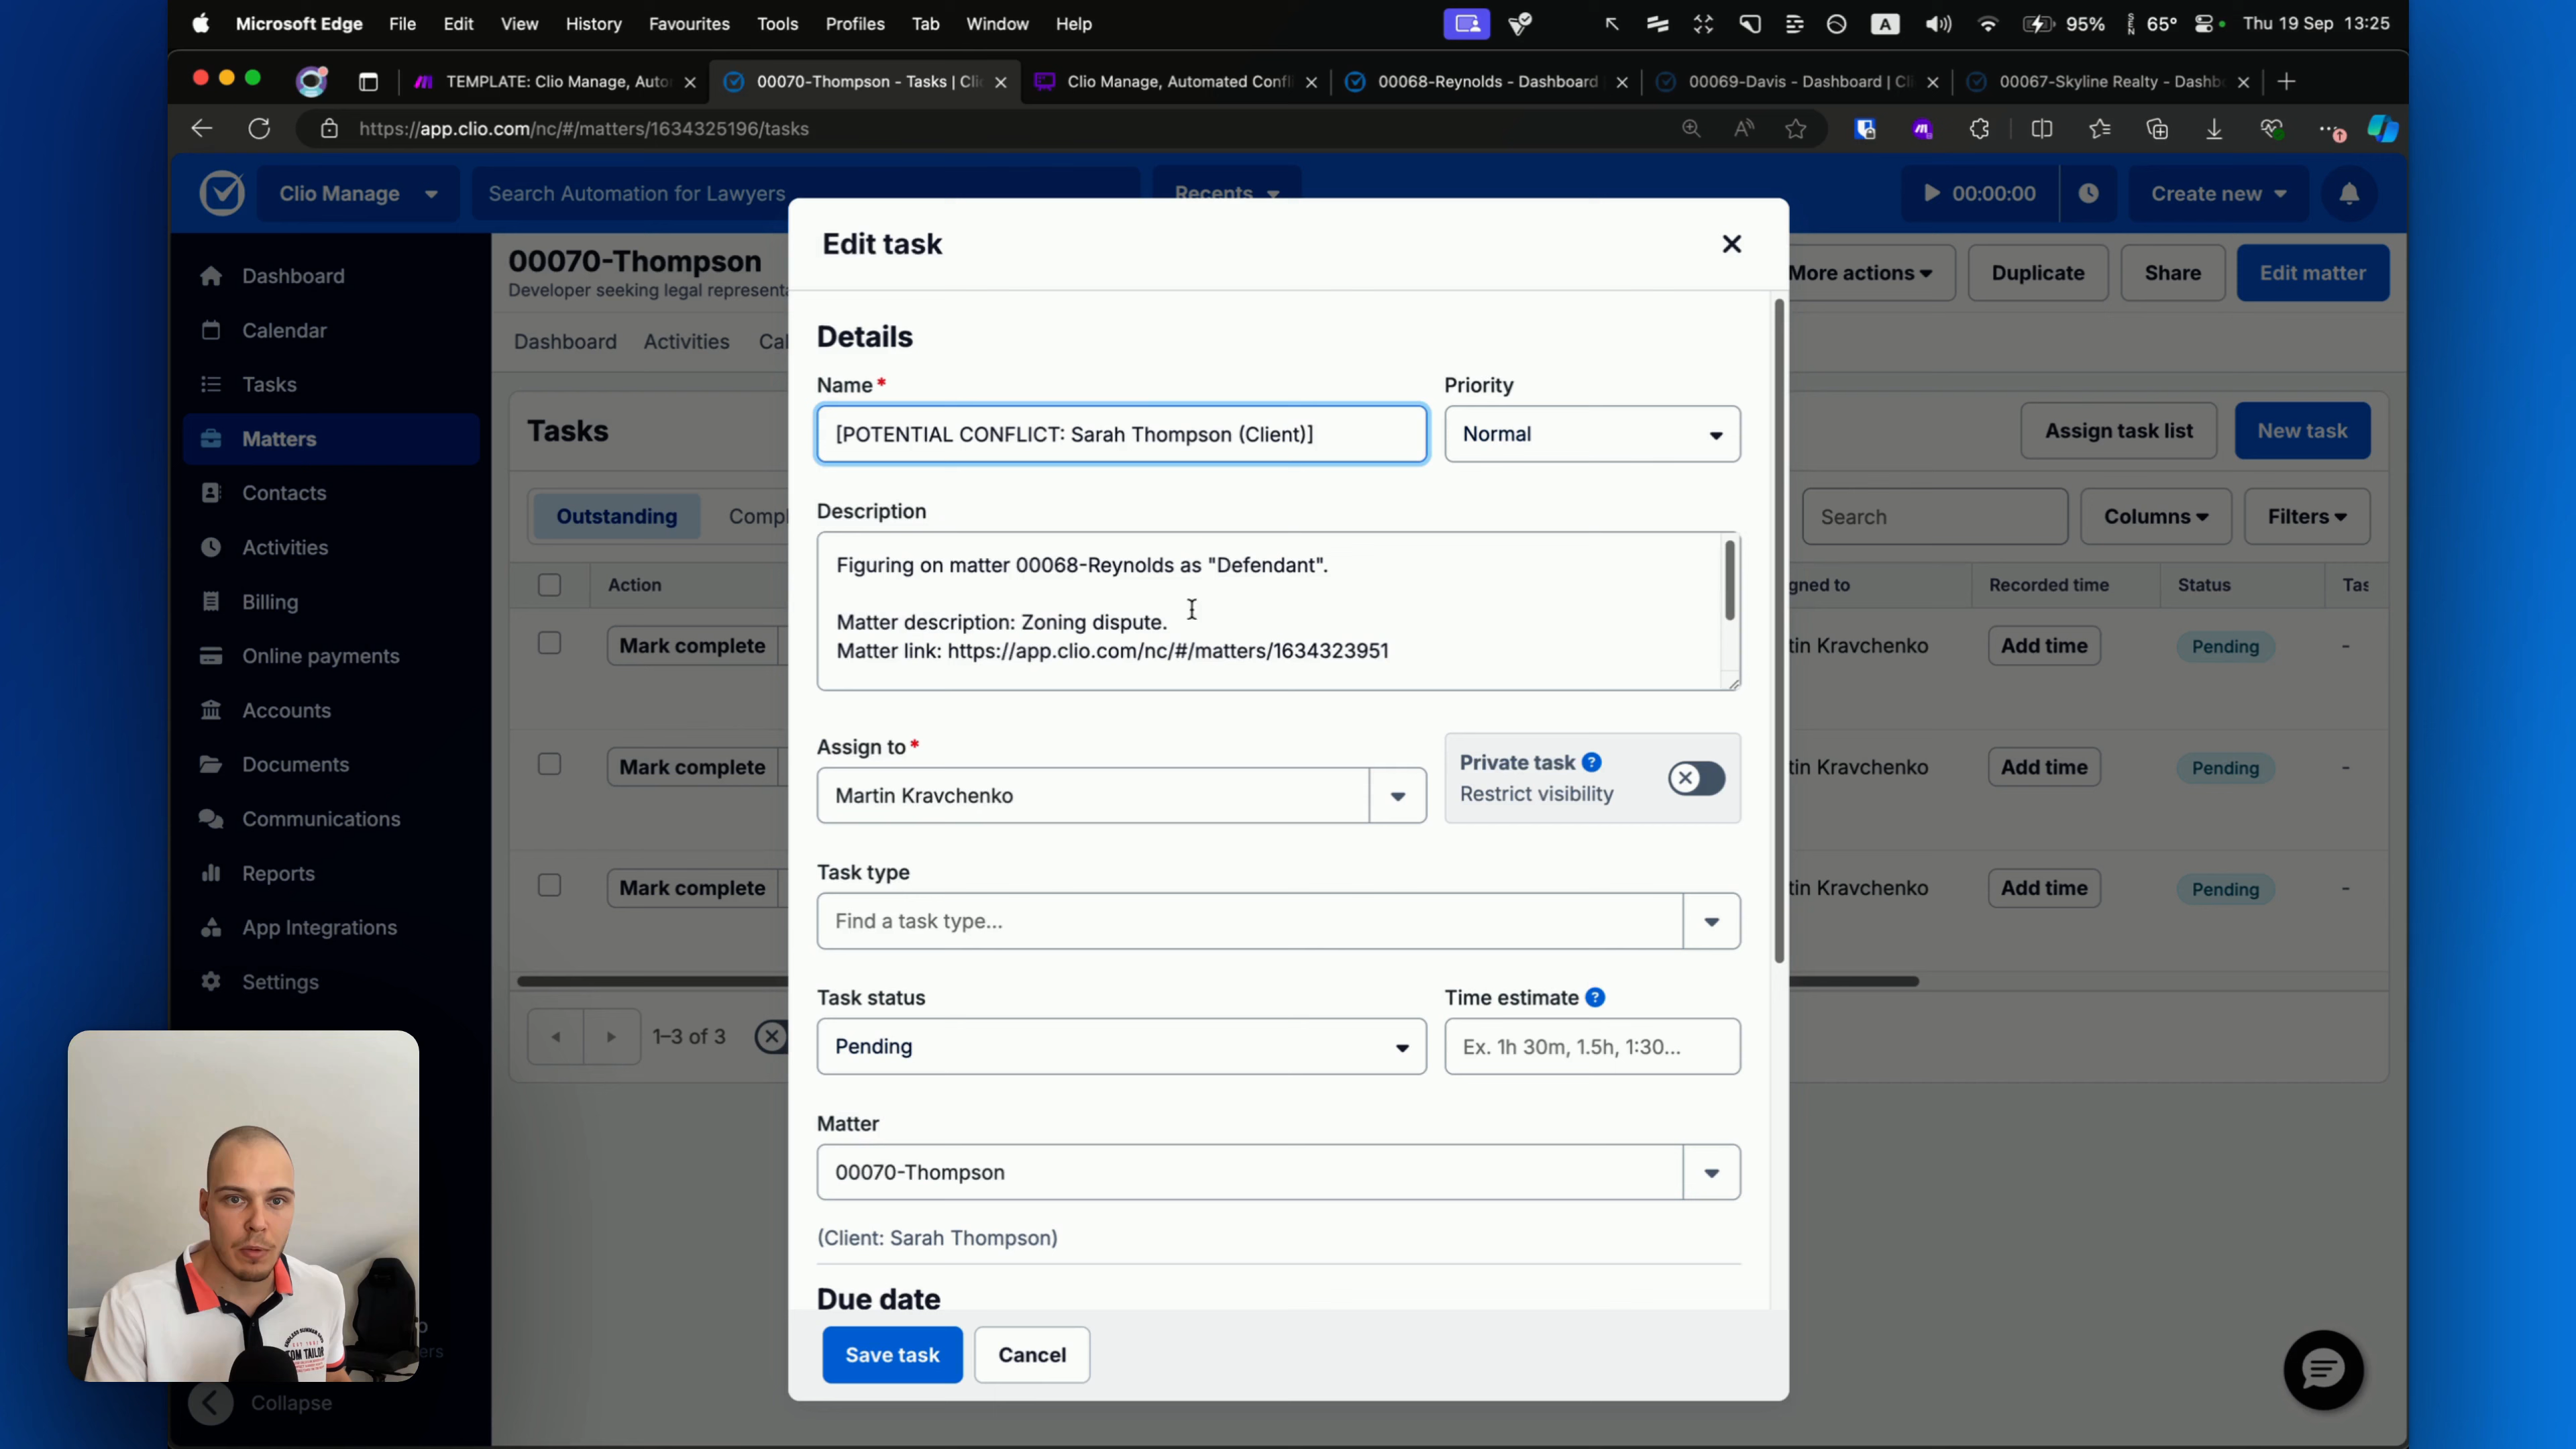 Microsoft Edge File Edit View History Favourites Tools Profiles Tab Window Help A 95% SEN 65° Thu 19 Sep 13:25
TEMPLATE: Clio Manage, Auto
00070-Thompson - Tasks | Cli
Clio Manage, Automated Confl
00068-Reynolds - Dashboard
00069-Davis - Dashboard | Cl
00067-Skyline Realty - Dashb
https://app.clio.com/nc/#/matters/1634325196/tasks
Clio Manage
Search Automation for Lawyers
Recents
00:00:00
Create new
Dashboard
Calendar
Tasks
Matters
Contacts
Activities
Billing
Online payments
Accounts
Documents
Communications
Reports
App Integrations
Settings
Collapse
00070-Thompson
Developer seeking legal representa
More actions
Duplicate
Share
Edit matter
Dashboard Activities Cal
Tasks
Assign task list
New task
Outstanding
Compl
Search
Columns
Filters
Action
gned to
Recorded time
Status
Tas
Mark complete
tin Kravchenko
Add time
Pending
-
Mark complete
tin Kravchenko
Add time
Pending
-
Mark complete
tin Kravchenko
Add time
Pending
-
1–3 of 3
Edit task
Details
Name*
Priority
[POTENTIAL CONFLICT: Sarah Thompson (Client)]
Normal
Description
Figuring on matter 00068-Reynolds as "Defendant".
Matter description: Zoning dispute.
Matter link: https://app.clio.com/nc/#/matters/1634323951
Assign to*
Martin Kravchenko
Private task ?
Restrict visibility
Task type
Find a task type...
Task status
Pending
Time estimate ?
Ex. 1h 30m, 1.5h, 1:30...
Matter
00070-Thompson
(Client: Sarah Thompson)
Due date
Save task
Cancel
TOM TAILOR